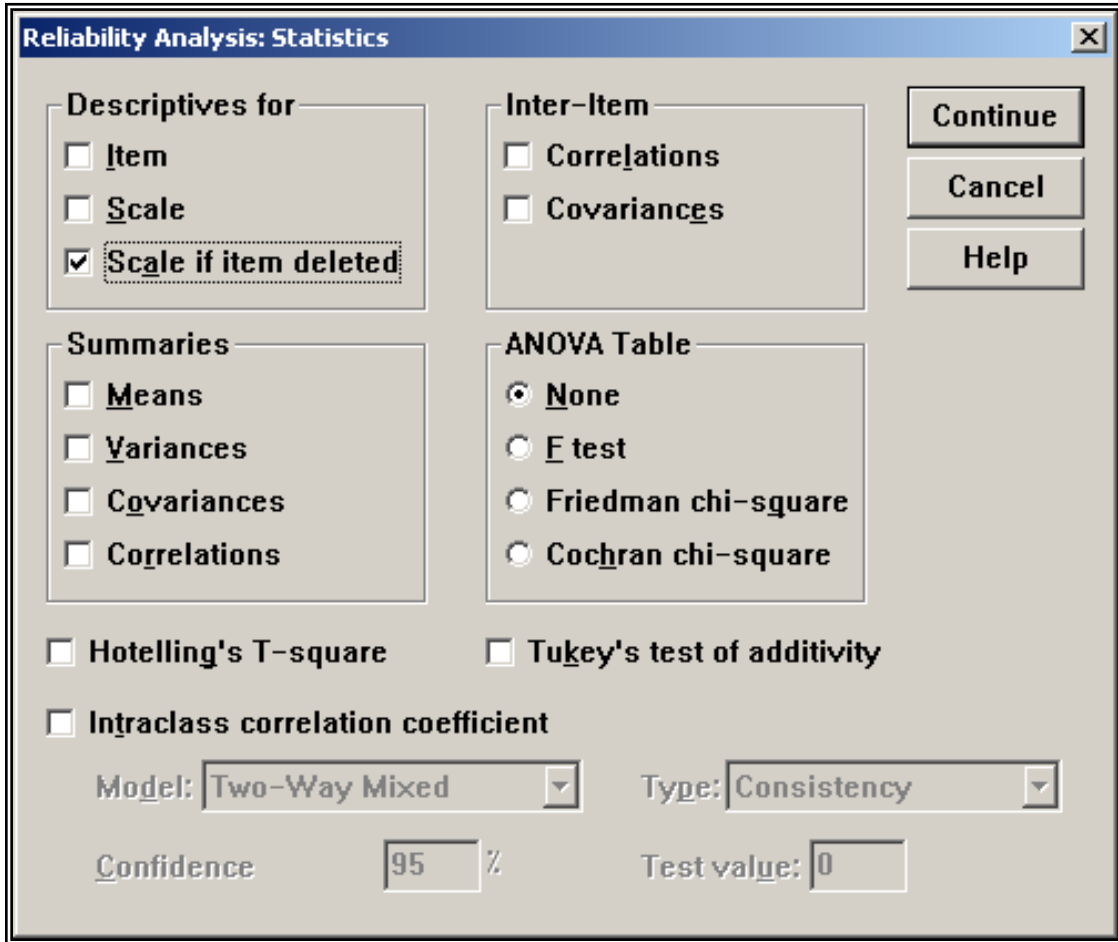 Reliability Analysis: Statistics
Descriptives for
Item
Scale
Scale if item deleted
Inter-Item
Correlations
Covariances
Continue
Cancel
Help
Summaries
Means
Variances
Covariances
Correlations
ANOVA Table
None
F test
Friedman chi-square
Cochran chi-square
Hotelling's T-square
Tukey's test of additivity
Intraclass correlation coefficient
Model: Two-Way Mixed
Type: Consistency
Confidence 95 %
Test value: 0